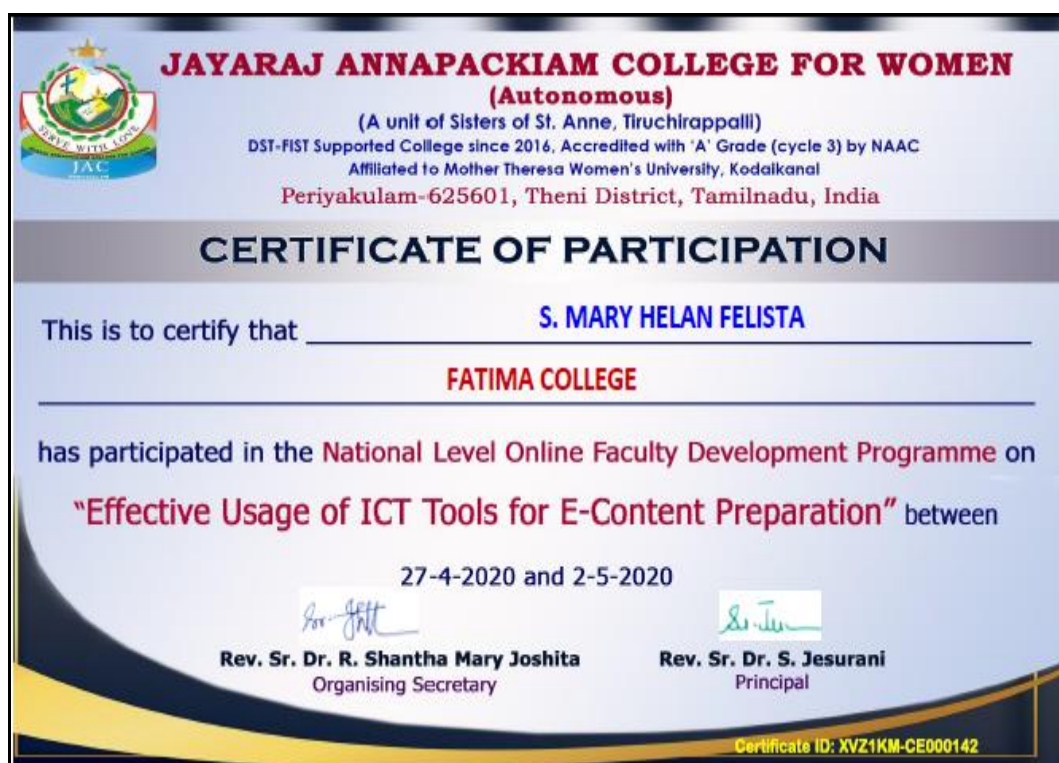 JAYARAJ ANNAPACKIAM COLLEGE FOR WOMEN
(Autonomous)
(A unit of Sisters of St. Anne, Tiruchirappalli)
DST-FIST Supported College since 2016, Accredited with 'A' Grade (cycle 3) by NAAC
Affiliated to Mother Theresa Women's University, Kodaikanal
Periyakulam-625601, Theni District, Tamilnadu, India
SERVE WITH LOVE
JAC
CERTIFICATE OF PARTICIPATION
This is to certify that S. MARY HELAN FELISTA
FATIMA COLLEGE
has participated in the National Level Online Faculty Development Programme on
"Effective Usage of ICT Tools for E-Content Preparation" between
27-4-2020 and 2-5-2020
Rev. Sr. Dr. R. Shantha Mary Joshita
Organising Secretary
Rev. Sr. Dr. S. Jesurani
Principal
Certificate ID: XVZ1KM-CE000142